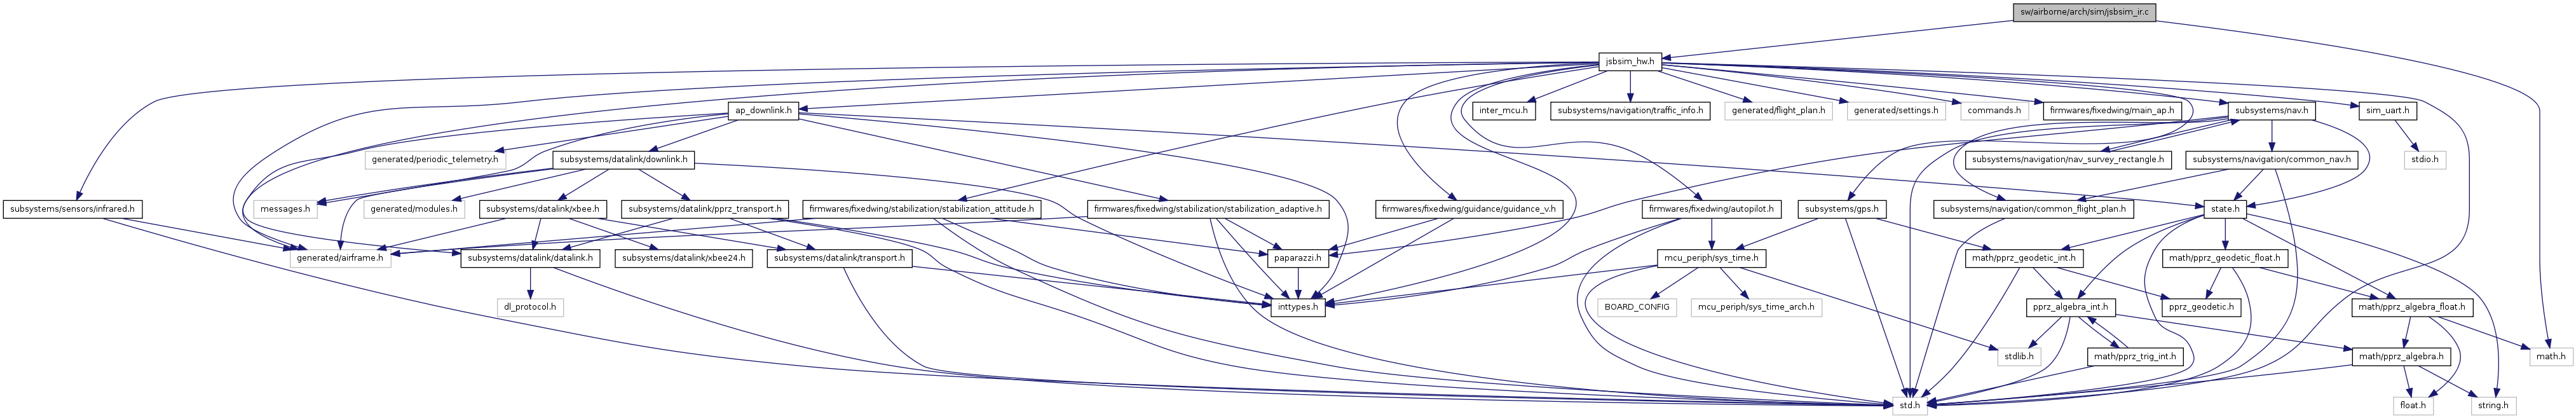 sw/airborne/arch/sim/jsbsim_ir.c
jsbsim_hw.h
ap_downlink.h
inter_mcu.h
subsystems/navigation/traffic_info.h
generated/flight_plan.h
generated/settings.h
commands.h
firmwares/fixedwing/main_ap.h
subsystems/nav.h
sim_uart.h
generated/periodic_telemetry.h
subsystems/datalink/downlink.h
subsystems/navigation/nav_survey_rectangle.h
subsystems/navigation/common_nav.h
stdio.h
subsystems/sensors/infrared.h
messages.h
generated/modules.h
subsystems/datalink/xbee.h
subsystems/datalink/pprz_transport.h
firmwares/fixedwing/stabilization/stabilization_attitude.h
firmwares/fixedwing/stabilization/stabilization_adaptive.h
firmwares/fixedwing/guidance/guidance_v.h
firmwares/fixedwing/autopilot.h
subsystems/gps.h
subsystems/navigation/common_flight_plan.h
state.h
generated/airframe.h
subsystems/datalink/datalink.h
subsystems/datalink/xbee24.h
subsystems/datalink/transport.h
paparazzi.h
mcu_periph/sys_time.h
math/pprz_geodetic_int.h
math/pprz_geodetic_float.h
dl_protocol.h
inttypes.h
BOARD_CONFIG
mcu_periph/sys_time_arch.h
pprz_algebra_int.h
pprz_geodetic.h
math/pprz_algebra_float.h
stdlib.h
math/pprz_trig_int.h
math/pprz_algebra.h
math.h
std.h
float.h
string.h